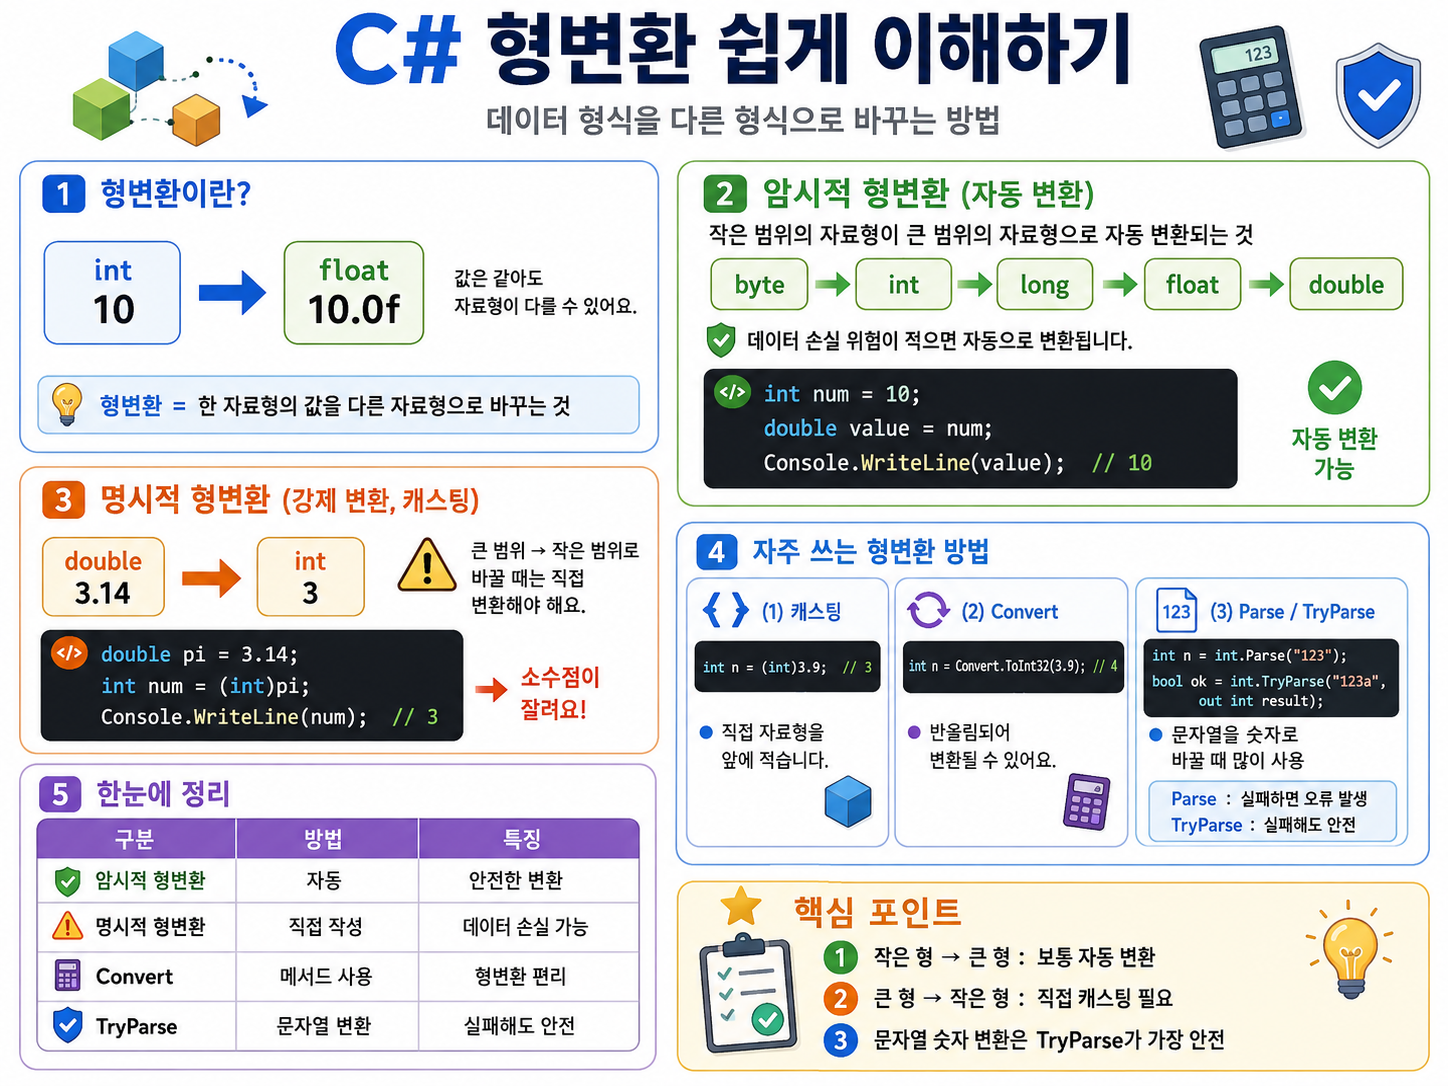 C# 형변환 쉽게 이해하기
데이터 형식을 다른 형식으로 바꾸는 방법
123
1 형변환이란?
int
10
float
10.0f
값은 같아도
자료형이 다를 수 있어요.
형변환 = 한 자료형의 값을 다른 자료형으로 바꾸는 것
2 암시적 형변환 (자동 변환)
작은 범위의 자료형이 큰 범위의 자료형으로 자동 변환되는 것
byte int long float double
데이터 손실 위험이 적으면 자동으로 변환됩니다.
</> int num = 10;
double value = num;
Console.WriteLine(value); // 10
자동 변환
가능
3 명시적 형변환 (강제 변환, 캐스팅)
double
3.14
int
3
큰 범위 → 작은 범위로
바꿀 때는 직접
변환해야 해요.
</> double pi = 3.14;
int num = (int)pi;
Console.WriteLine(num); // 3
소수점이
잘려요!
4 자주 쓰는 형변환 방법
{ } (1) 캐스팅
int n = (int)3.9; // 3
직접 자료형을
앞에 적습니다.
(2) Convert
int n = Convert.ToInt32(3.9); // 4
반올림되어
변환될 수 있어요.
123 (3) Parse / TryParse
int n = int.Parse("123");
bool ok = int.TryParse("123a",
out int result);
문자열을 숫자로
바꿀 때 많이 사용
Parse : 실패하면 오류 발생
TryParse : 실패해도 안전
5 한눈에 정리
구분 방법 특징
암시적 형변환 자동 안전한 변환
명시적 형변환 직접 작성 데이터 손실 가능
Convert 메서드 사용 형변환 편리
TryParse 문자열 변환 실패해도 안전
핵심 포인트
1 작은 형 → 큰 형 : 보통 자동 변환
2 큰 형 → 작은 형 : 직접 캐스팅 필요
3 문자열 숫자 변환은 TryParse가 가장 안전